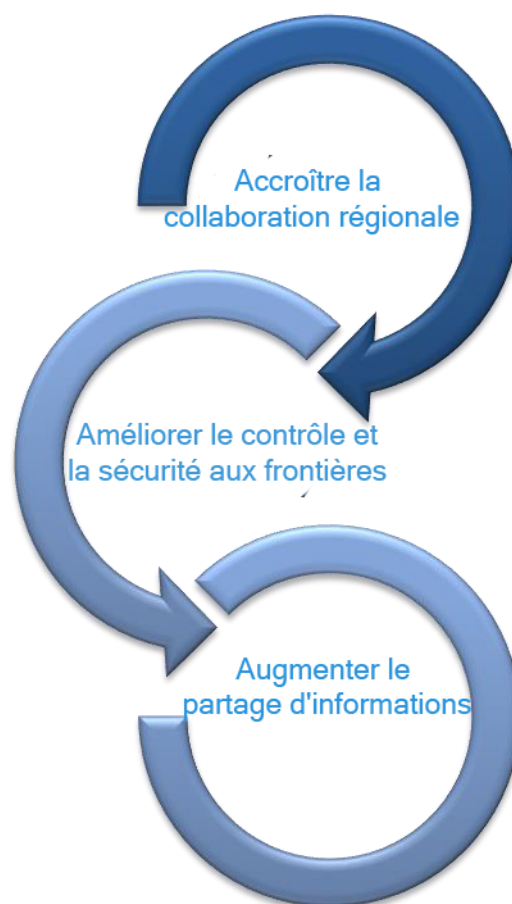 Accroître la
collaboration régionale
Améliorer le contrôle et
la sécurité aux frontières
Augmenter le
partage d'informations